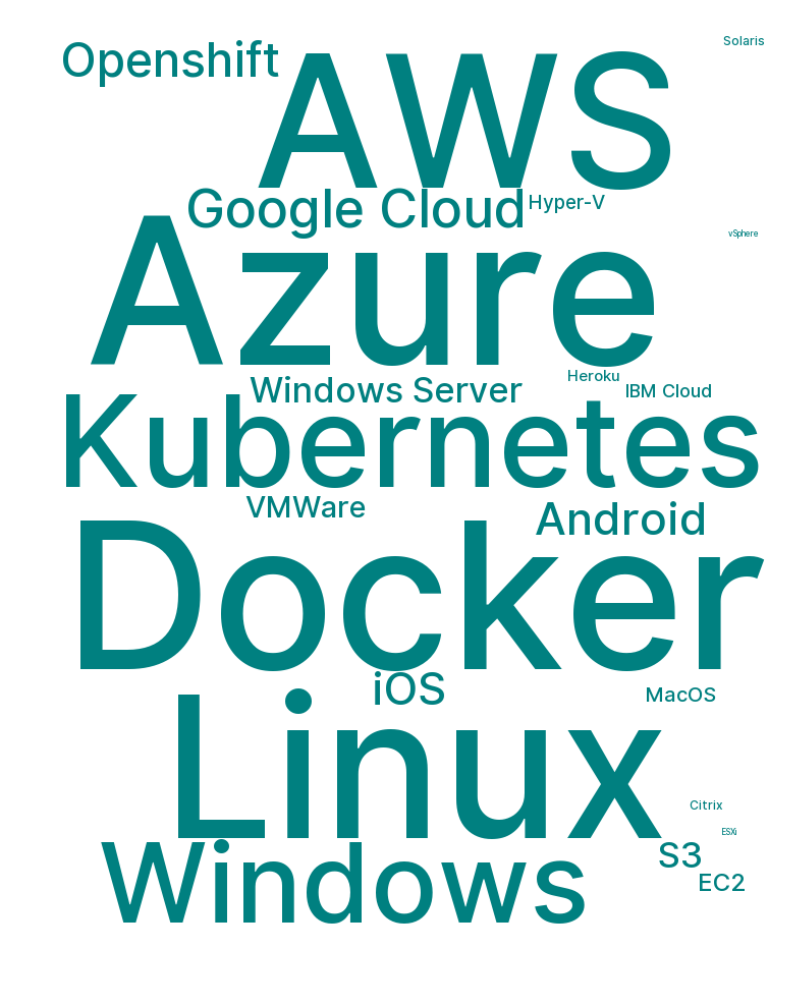 Solaris
Openshift
AWS
Google Cloud
Hyper-V
vSphere
Azure
Heroku
Windows Server
IBM Cloud
Kubernetes
VMWare
Android
Docker
iOS
MacOS
Linux
Citrix
ESXi
S3
Windows
EC2